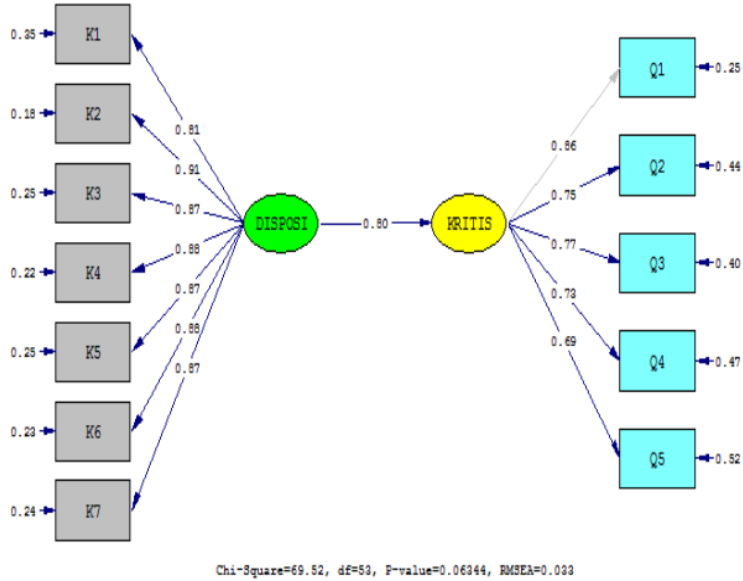 0.35
K1
0.18
K2
0.25
K3
0.22
K4
0.25
K5
0.23
K6
0.24
K7
0.81
0.91
0.87
0.88
0.87
0.88
0.87
DISPOSI
0.80
KRITIS
0.86
0.75
0.77
0.73
0.69
Q1
0.25
Q2
0.44
Q3
0.40
Q4
0.47
Q5
0.52
Chi-Square=69.52, df=53, P-value=0.06344, RMSEA=0.033